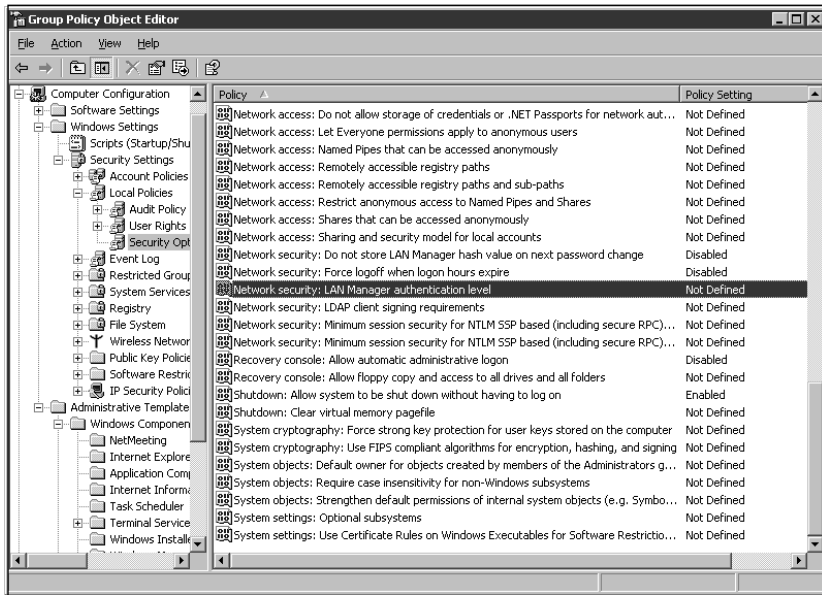 Group Policy Object Editor
File Action View Help
Computer Configuration
Software Settings
Windows Settings
Scripts (Startup/Shu
Security Settings
Account Policies
Local Policies
Audit Policy
User Rights
Security Opt
Event Log
Restricted Group
System Services
Registry
File System
Wireless Networ
Public Key Policie
Software Restric
IP Security Polici
Administrative Template
Windows Componen
NetMeeting
Internet Explore
Application Com
Internet Informa
Task Scheduler
Terminal Service
Windows Installe
Policy Policy Setting
Network access: Do not allow storage of credentials or .NET Passports for network aut... Not Defined
Network access: Let Everyone permissions apply to anonymous users Not Defined
Network access: Named Pipes that can be accessed anonymously Not Defined
Network access: Remotely accessible registry paths Not Defined
Network access: Remotely accessible registry paths and sub-paths Not Defined
Network access: Restrict anonymous access to Named Pipes and Shares Not Defined
Network access: Shares that can be accessed anonymously Not Defined
Network access: Sharing and security model for local accounts Not Defined
Network security: Do not store LAN Manager hash value on next password change Disabled
Network security: Force logoff when logon hours expire Disabled
Network security: LAN Manager authentication level Not Defined
Network security: LDAP client signing requirements Not Defined
Network security: Minimum session security for NTLM SSP based (including secure RPC)... Not Defined
Network security: Minimum session security for NTLM SSP based (including secure RPC)... Not Defined
Recovery console: Allow automatic administrative logon Disabled
Recovery console: Allow floppy copy and access to all drives and all folders Not Defined
Shutdown: Allow system to be shut down without having to log on Enabled
Shutdown: Clear virtual memory pagefile Not Defined
System cryptography: Force strong key protection for user keys stored on the computer Not Defined
System cryptography: Use FIPS compliant algorithms for encryption, hashing, and signing Not Defined
System objects: Default owner for objects created by members of the Administrators g... Not Defined
System objects: Require case insensitivity for non-Windows subsystems Not Defined
System objects: Strengthen default permissions of internal system objects (e.g. Symbo... Not Defined
System settings: Optional subsystems Not Defined
System settings: Use Certificate Rules on Windows Executables for Software Restrictio... Not Defined